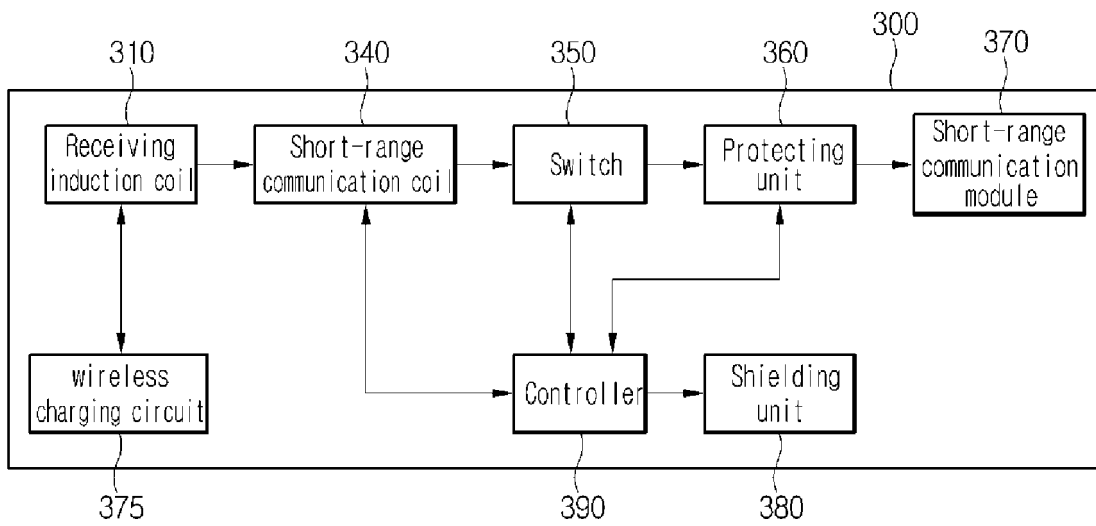 300
310
340
350
360
370
Receiving
induction coil
Short-range
communication coil
Switch
Protecting
unit
Short-range
communication
module
wireless
charging circuit
Controller
Shielding
unit
375
390
380